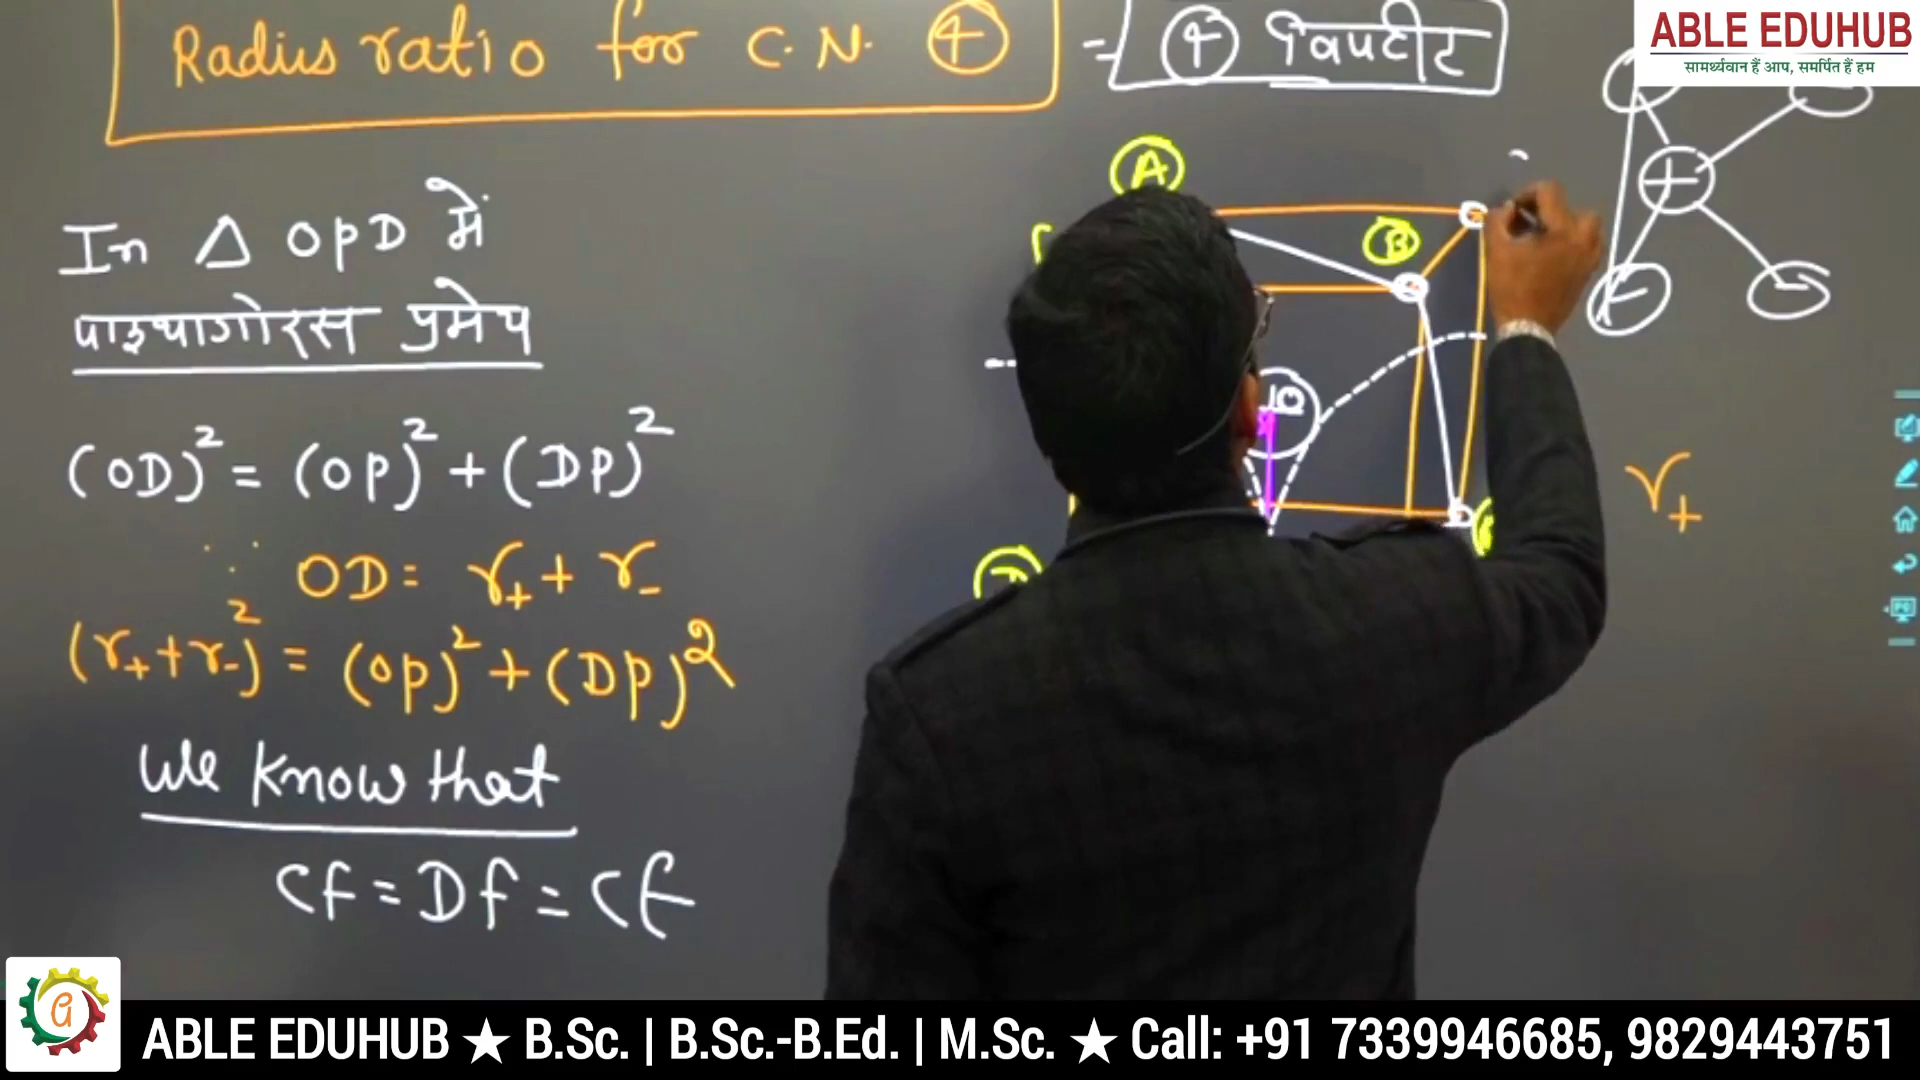 Radius ratio for C.N. 4
= 4
ABLE EDUHUB
सामर्थ्यवान हैं आप, समर्पित हैं हम
A
B
In Δ OPD में
पाइथागोरस प्रमेय
(OD)² = (OP)² + (DP)²
∵ OD = r₊ + r₋
(r₊ + r₋)² = (OP)² + (DP)²
We know that
CF = DF = CE
r₊
ABLE EDUHUB ★ B.Sc. | B.Sc.-B.Ed. | M.Sc. ★ Call: +91 7339946685, 9829443751